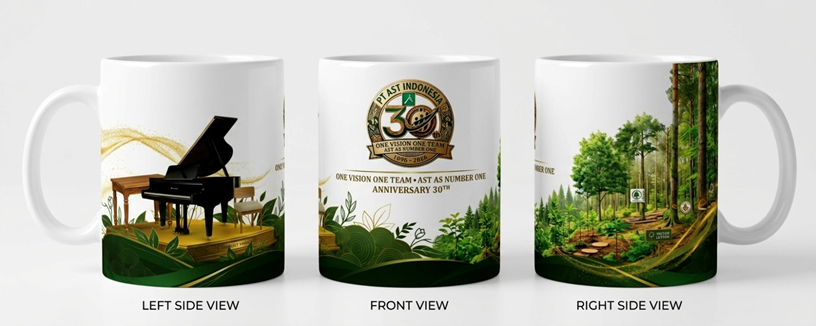 PT AST INDONESIA
30
ONE VISION ONE TEAM
AST AS NUMBER ONE
1996 - 2026
ONE VISION ONE TEAM • AST AS NUMBER ONE
ANNIVERSARY 30TH
LEFT SIDE VIEW
FRONT VIEW
RIGHT SIDE VIEW